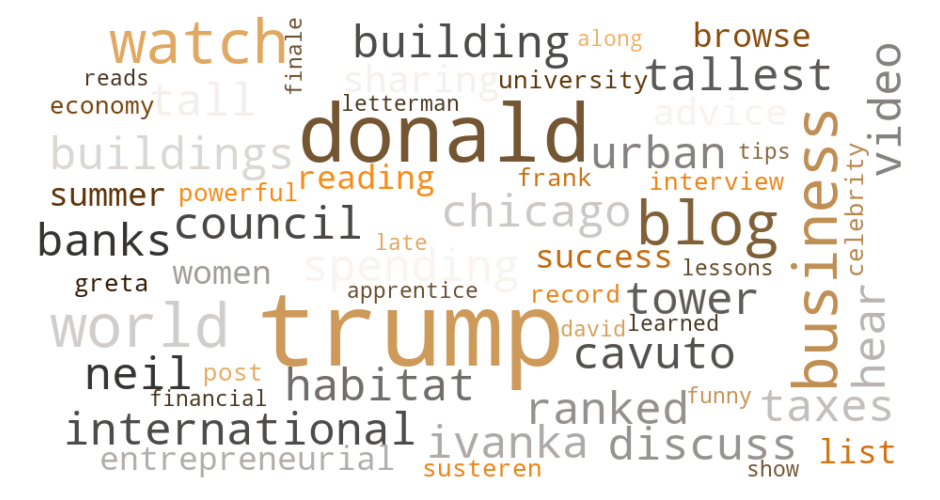 watch
finale
building
along
browse
reads
sharing
university
tallest
video
economy
tall
letterman
advice
donald
buildings
urban
tips
business
celebrity
summer
powerful
reading
frank
interview
banks
council
late
chicago
blog
success
lessons
greta
women
spending
apprentice
record
tower
hear
world
trump
david
learned
cavuto
neil
post
financial
habitat
ranked
funny
taxes
international
ivanka
discuss
list
entrepreneurial
susteren
show